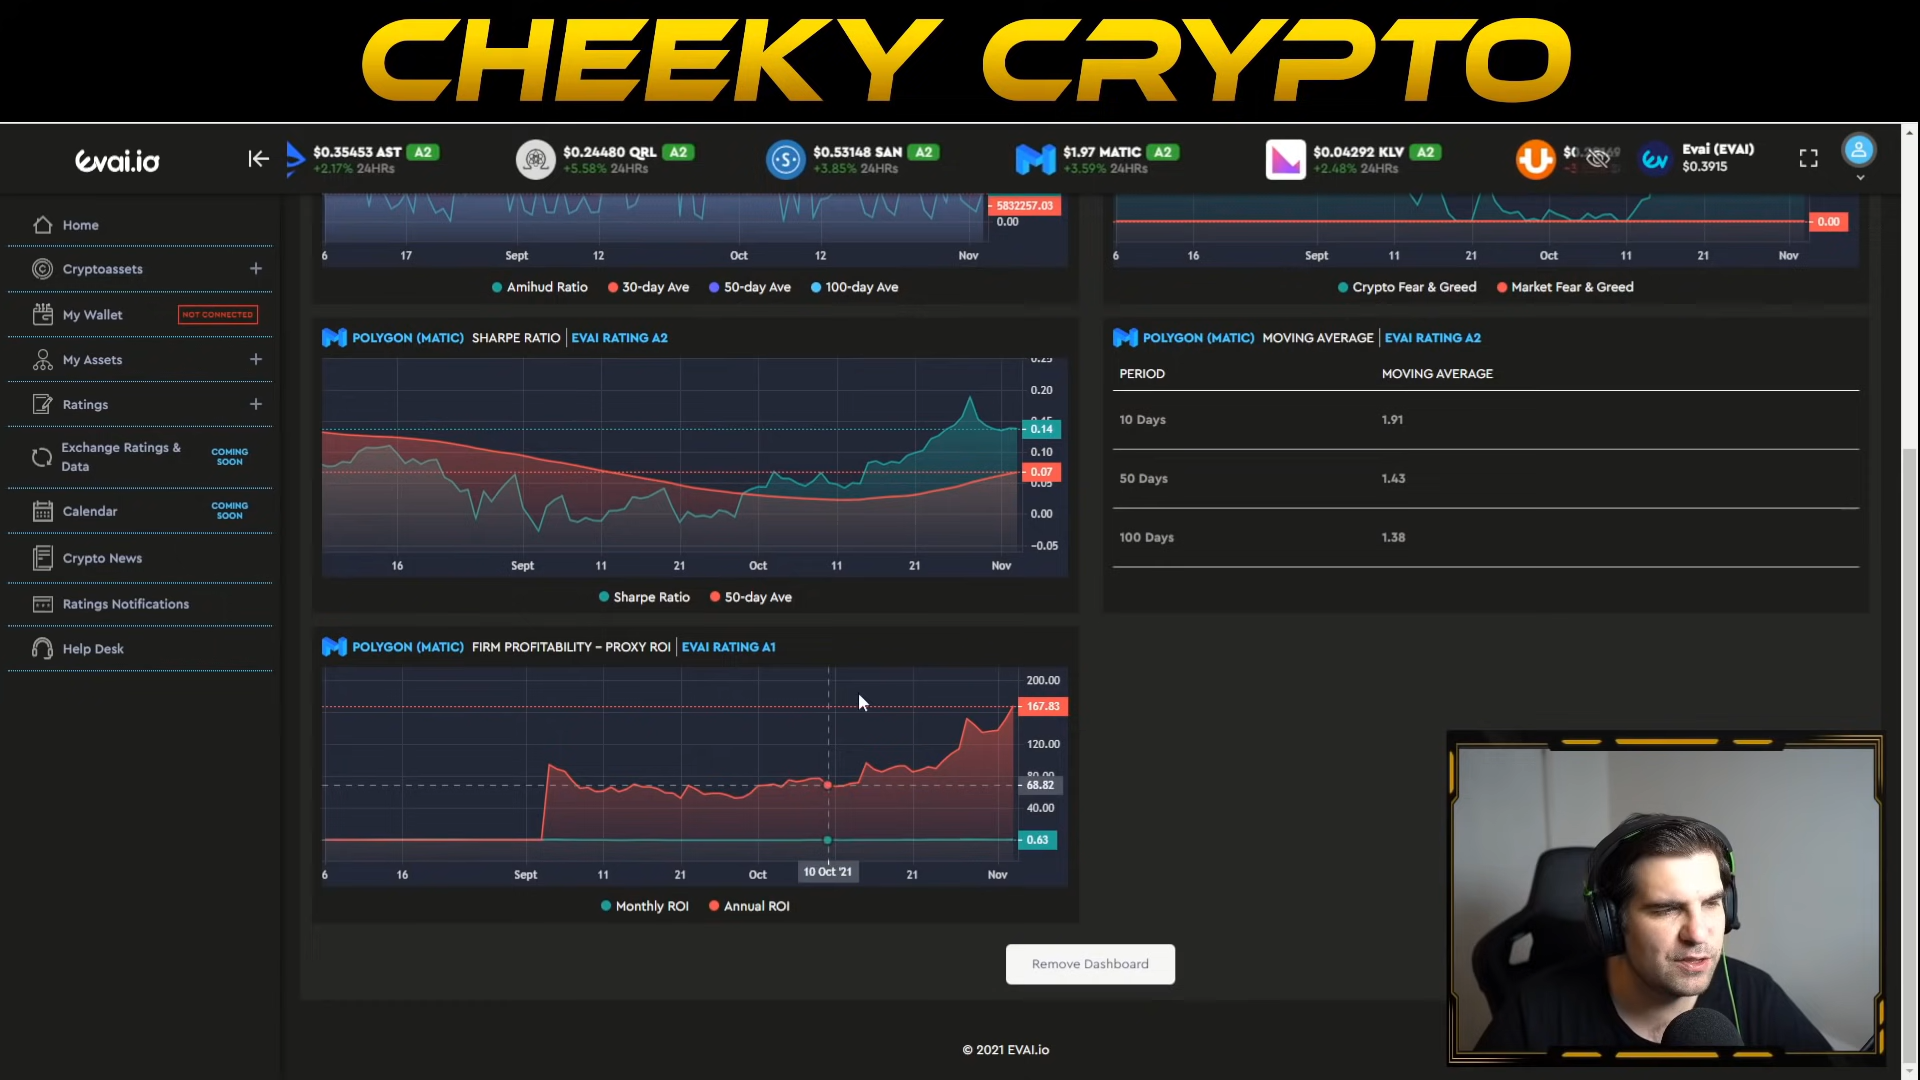 CHEEKY CRYPTO
Evai.io
$0.35453 AST A2
+2.17% 24HRs
$0.24480 QRL A2
+5.58% 24HRs
$0.53148 SAN A2
+3.85% 24HRs
$1.97 MATIC A2
+3.59% 24HRs
$0.04292 KLV A2
+2.48% 24HRs
Evai (EVAI)
$0.3915
Home
Cryptoassets
My Wallet NOT CONNECTED
My Assets
Ratings
Exchange Ratings & Data COMING SOON
Calendar COMING SOON
Crypto News
Ratings Notifications
Help Desk
5832257.03
0.00
6 17 Sept 12 Oct 12 Nov
Amihud Ratio 30-day Ave 50-day Ave 100-day Ave
0.00
6 16 Sept 11 21 Oct 11 21 Nov
Crypto Fear & Greed Market Fear & Greed
POLYGON (MATIC) SHARPE RATIO | EVAI RATING A2
0.25
0.20
0.15
0.14
0.10
0.07
0.05
0.00
-0.05
16 Sept 11 21 Oct 11 21 Nov
Sharpe Ratio 50-day Ave
POLYGON (MATIC) MOVING AVERAGE | EVAI RATING A2
PERIOD MOVING AVERAGE
10 Days 1.91
50 Days 1.43
100 Days 1.38
POLYGON (MATIC) FIRM PROFITABILITY – PROXY ROI | EVAI RATING A1
200.00
167.83
120.00
80.00
68.82
40.00
0.63
6 16 Sept 11 21 Oct 10 Oct '21 21 Nov
Monthly ROI Annual ROI
Remove Dashboard
© 2021 EVAI.io